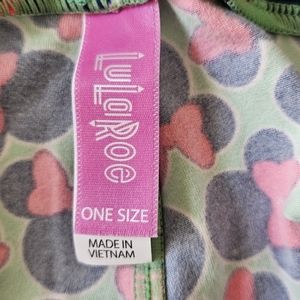 LuLaRoe
ONE SIZE
MADE IN
VIETNAM